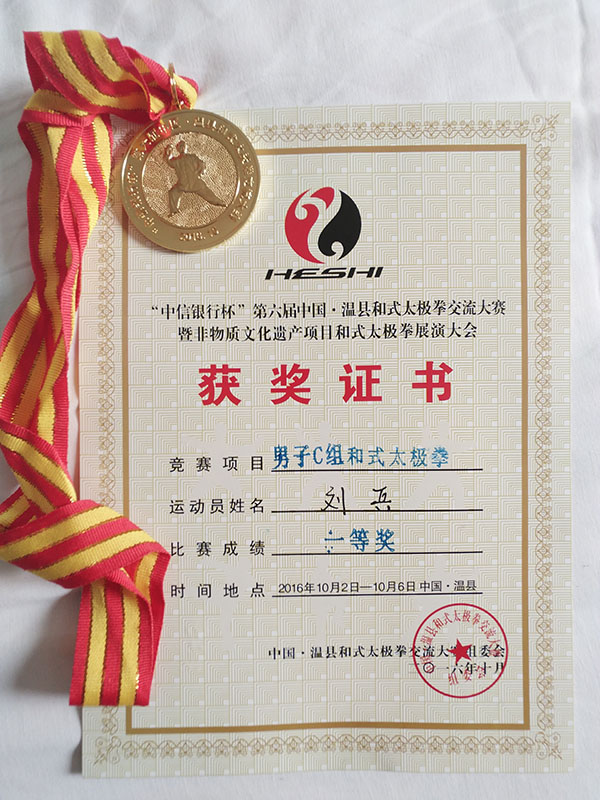 HESHI
“中信银行杯”第六届中国·温县和式太极拳交流大赛
暨非物质文化遗产项目和式太极拳展演大会
获奖证书
竞赛项目 男子C组和式太极拳
运动员姓名 刘兵
比赛成绩 等奖
时间地点 2016年10月2日—10月6日 中国·温县
中国·温县和式太极拳交流大赛组委会
二〇一六年十月